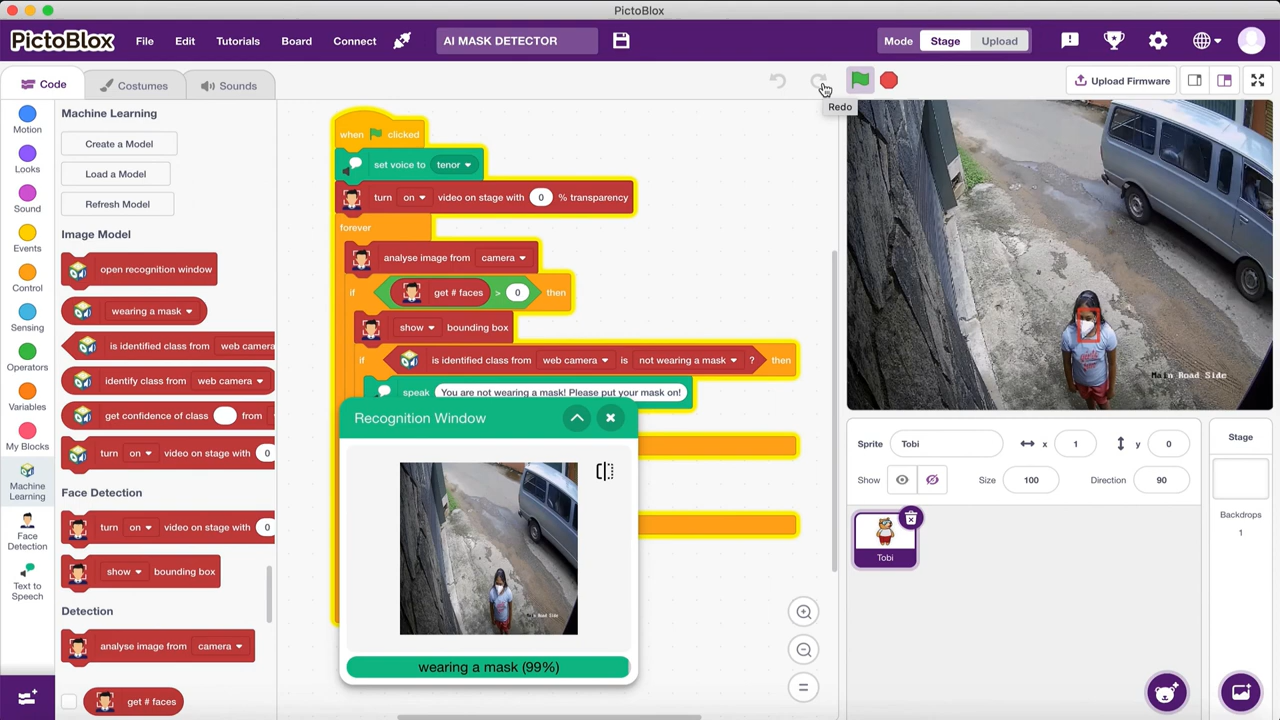 PictoBlox
PictoBlox File Edit Tutorials Board Connect AI MASK DETECTOR Mode Stage Upload
Code Costumes Sounds Upload Firmware
Redo
Motion
Looks
Sound
Events
Control
Sensing
Operators
Variables
My Blocks
Machine
Learning
Face
Detection
Text to
Speech
Machine Learning
Create a Model
Load a Model
Refresh Model
Image Model
open recognition window
wearing a mask
is identified class from web camera
identify class from web camera
get confidence of class from
turn on video on stage with 0
Face Detection
turn on video on stage with 0
show bounding box
Detection
analyse image from camera
get # faces
when clicked
set voice to tenor
turn on video on stage with 0 % transparency
forever
analyse image from camera
if get # faces > 0 then
show bounding box
if is identified class from web camera is not wearing a mask ? then
speak You are not wearing a mask! Please put your mask on!
Recognition Window
Main Road Side
wearing a mask (99%)
Main Road Side
Sprite Tobi x 1 y 0
Show Size 100 Direction 90
Tobi
Stage
Backdrops
1